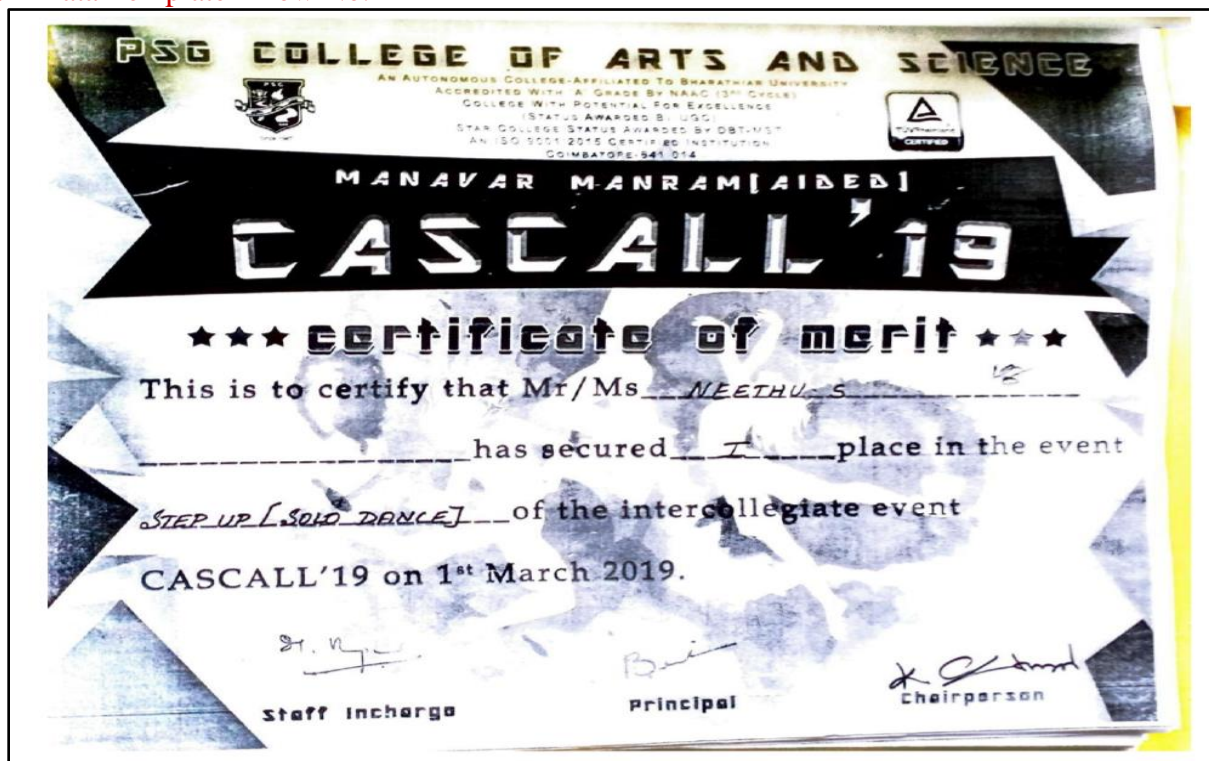 PSG COLLEGE OF ARTS AND SCIENCE
AN AUTONOMOUS COLLEGE-AFFILIATED TO BHARATHIAR UNIVERSITY
ACCREDITED WITH 'A' GRADE BY NAAC (3RD CYCLE)
COLLEGE WITH POTENTIAL FOR EXCELLENCE
(STATUS AWARDED BY UGC)
STAR COLLEGE STATUS AWARDED BY DBT-MST
AN ISO 9001 2015 CERTIFIED INSTITUTION
COIMBATORE-641 014
PSG
TÜVRheinland
CERTIFIED
MANAVAR MANRAM[AIDED]
CASCALL'19
certificate of merit
This is to certify that Mr/Ms NEETHU. S
has secured I place in the event
STEP UP [SOLO DANCE] of the intercollegiate event
CASCALL'19 on 1st March 2019.
Staff Incharge Principal Chairperson